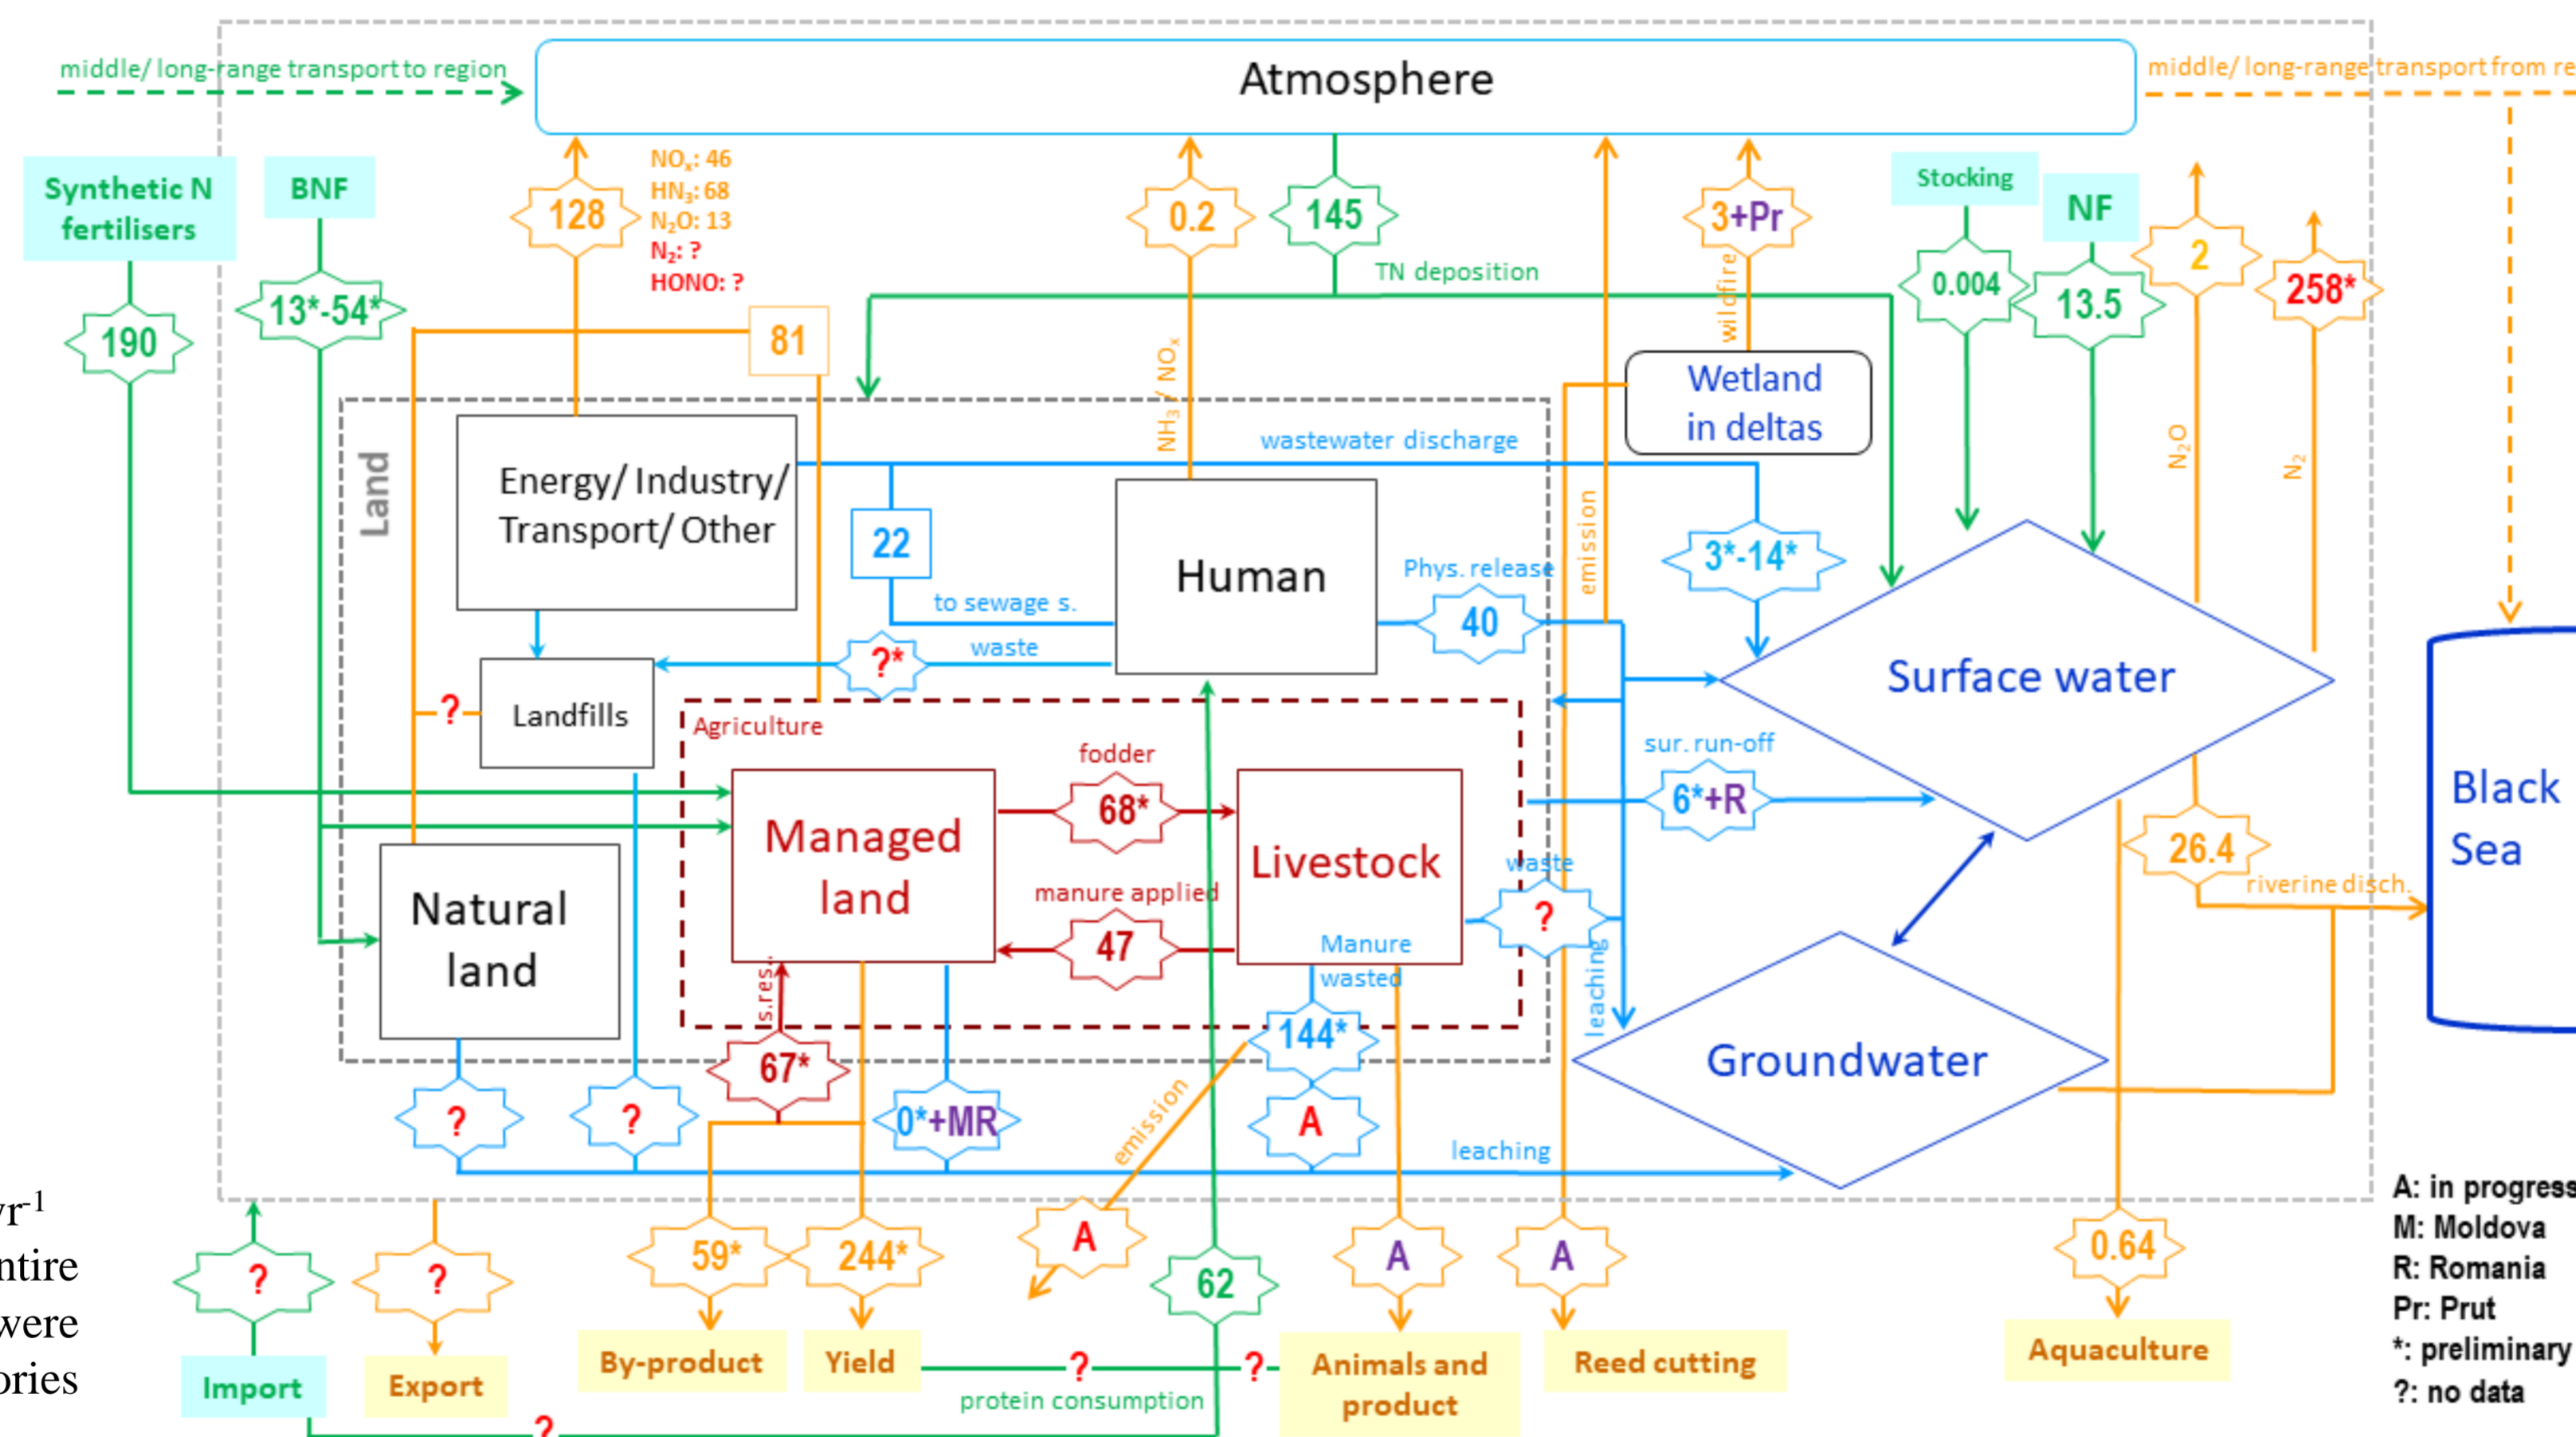 middle/ long-range transport to region
Atmosphere
middle/ long-range transport from re
Synthetic N
fertilisers
BNF
128
NOₓ: 46
HN₃: 68
N₂O: 13
N₂: ?
HONO: ?
0.2
145
3+Pr
Stocking
NF
2
258*
0.004
13.5
190
13*-54*
81
TN deposition
wildfire
NH₃ / NOₓ
Wetland
in deltas
N₂O
N₂
Land
Energy/ Industry/
Transport/ Other
wastewater discharge
22
to sewage s.
Human
Phys. release
40
emission
3*-14*
waste
?*
Landfills
?
Surface water
Agriculture
fodder
68*
Managed
land
manure applied
47
Livestock
Manure
wasted
waste
?
leaching
sur. run-off
6*+R
Black
Sea
26.4
riverine disch.
Natural
land
s.res.
67*
?
?
0*+MR
144*
A
emission
leaching
Groundwater
yr⁻¹
ntire
were
ories
?
?
59*
244*
A
62
A
A
0.64
Import
Export
By-product
Yield
?
?
protein consumption
Animals and
product
Reed cutting
Aquaculture
?
A: in progress
M: Moldova
R: Romania
Pr: Prut
*: preliminary
?: no data